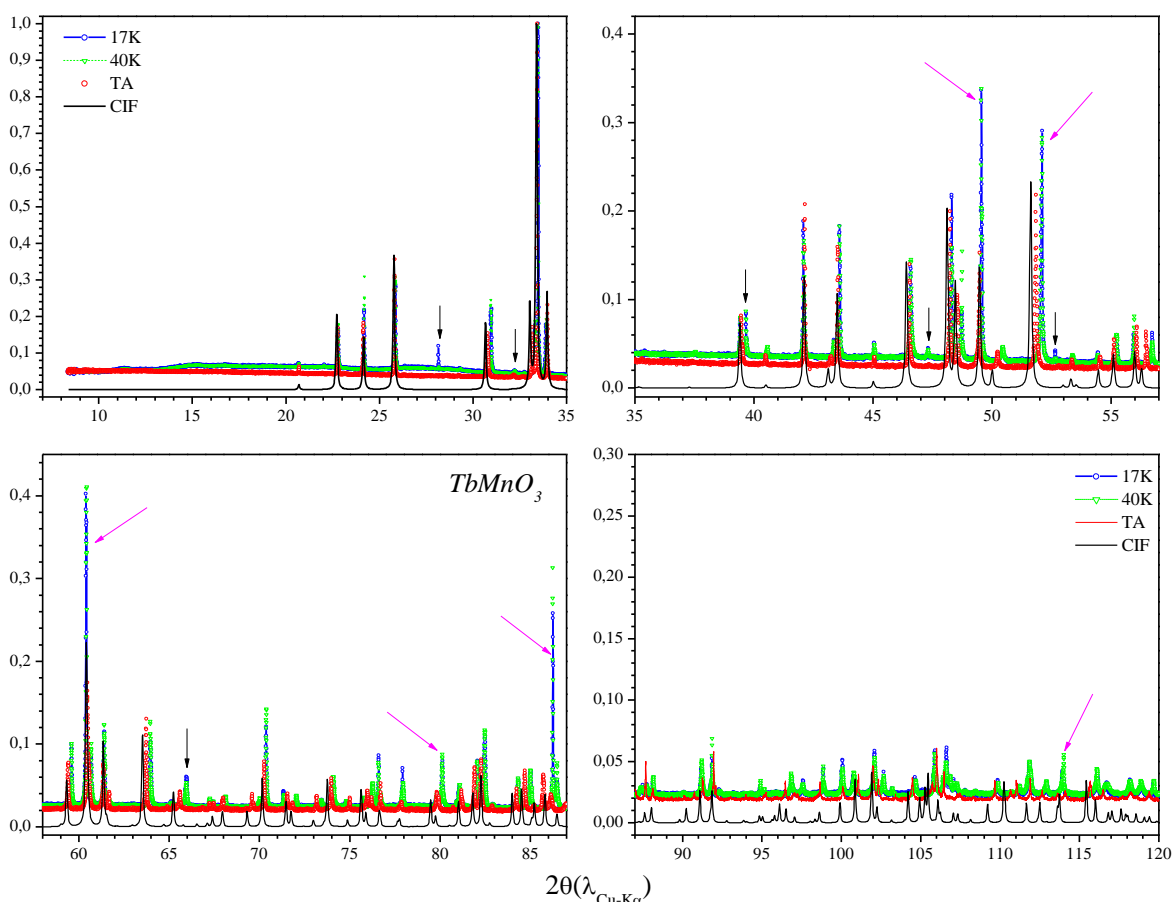 1,0
0,9
0,8
0,7
0,6
0,5
0,4
0,3
0,2
0,1
0,0
17K
40K
TA
CIF
10 15 20 25 30 35
0,4
0,3
0,2
0,1
0,0
35 40 45 50 55
0,4
0,3
0,2
0,1
0,0
TbMnO3
60 65 70 75 80 85
0,30
0,25
0,20
0,15
0,10
0,05
0,00
17K
40K
TA
CIF
90 95 100 105 110 115 120
2θ(λCu-Kα)